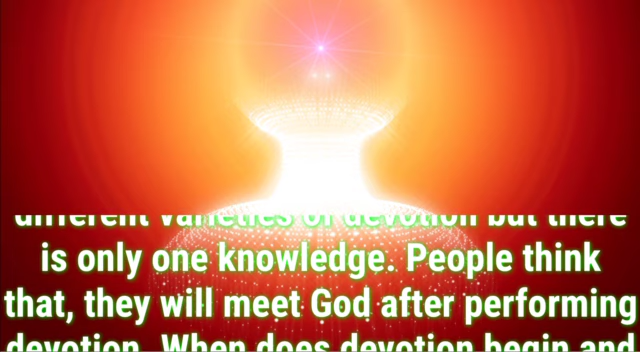 different varieties of devotion but there
is only one knowledge. People think
that, they will meet God after performing
devotion. When does devotion begin and